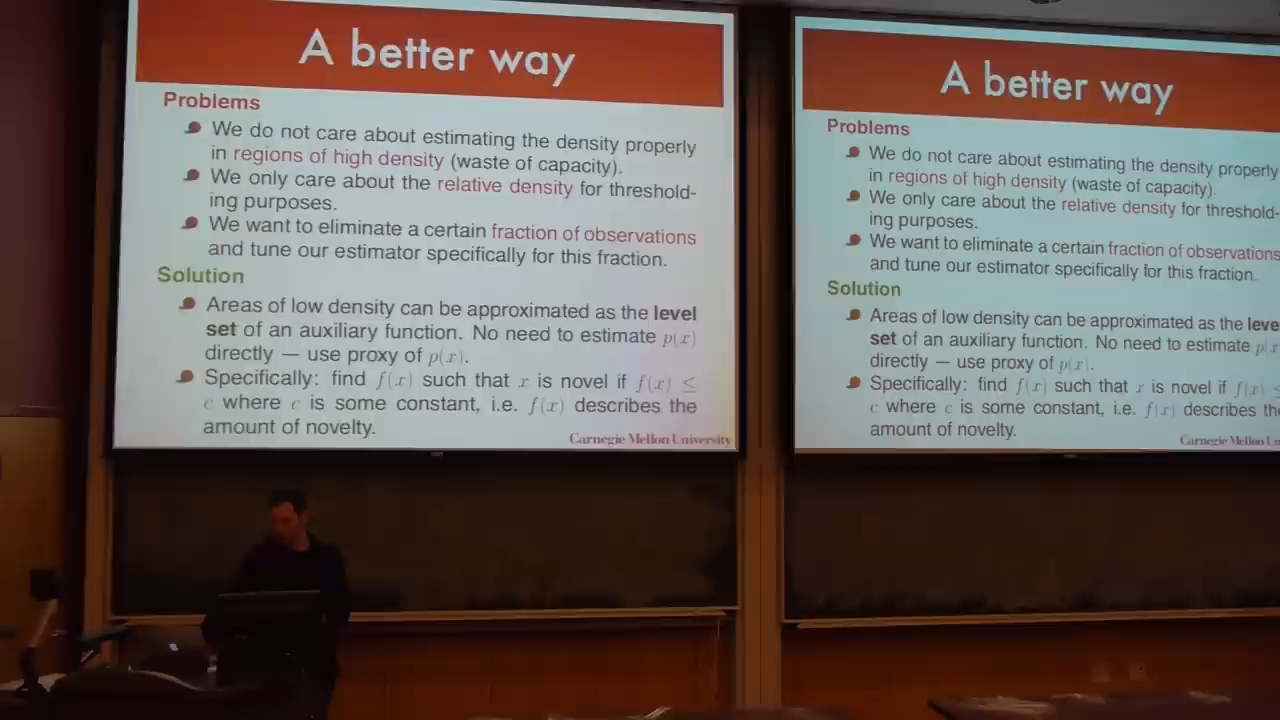 A better way
Problems
We do not care about estimating the density properly
in regions of high density (waste of capacity).
We only care about the relative density for threshold-
ing purposes.
We want to eliminate a certain fraction of observations
and tune our estimator specifically for this fraction.
Solution
Areas of low density can be approximated as the level
set of an auxiliary function. No need to estimate p(x)
directly — use proxy of p(x).
Specifically: find f(x) such that x is novel if f(x) ≤
c where c is some constant, i.e. f(x) describes the
amount of novelty.
Carnegie Mellon University
A better way
Problems
We do not care about estimating the density properly
in regions of high density (waste of capacity).
We only care about the relative density for threshold-
ing purposes.
We want to eliminate a certain fraction of observations
and tune our estimator specifically for this fraction.
Solution
Areas of low density can be approximated as the leve
set of an auxiliary function. No need to estimate p(x
directly — use proxy of p(x).
Specifically: find f(x) such that x is novel if f(x) ≤
c where c is some constant, i.e. f(x) describes the
amount of novelty.
Carnegie Mellon Un